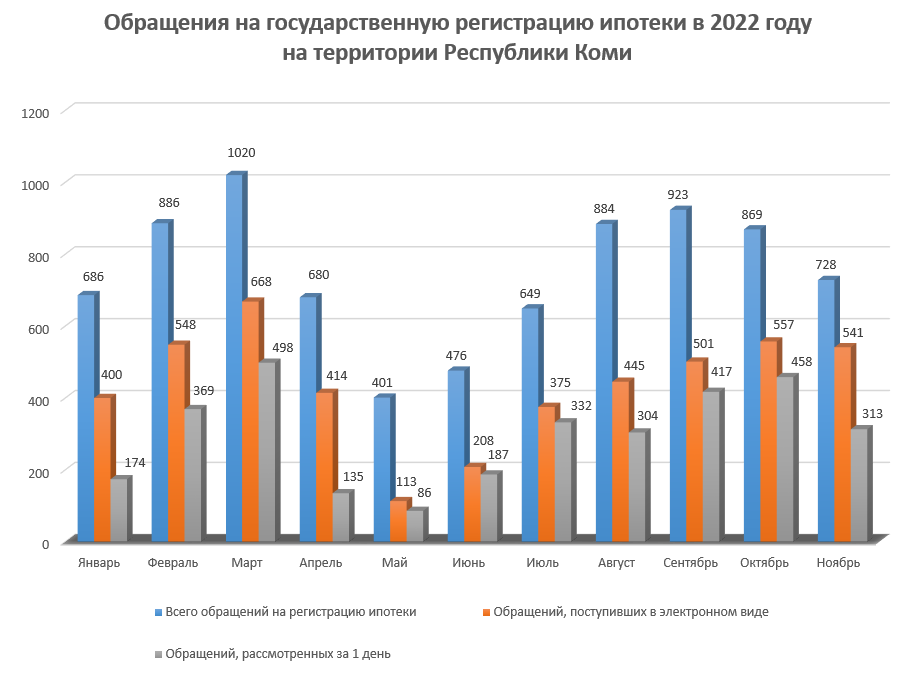 Обращения на государственную регистрацию ипотеки в 2022 году
на территории Республики Коми
1200
1000
800
600
400
200
0
686
400
174
886
548
369
1020
668
498
680
414
135
401
113
86
476
208
187
649
375
332
884
445
304
923
501
417
869
557
458
728
541
313
Январь
Февраль
Март
Апрель
Май
Июнь
Июль
Август
Сентябрь
Октябрь
Ноябрь
Всего обращений на регистрацию ипотеки
Обращений, поступивших в электронном виде
Обращений, рассмотренных за 1 день